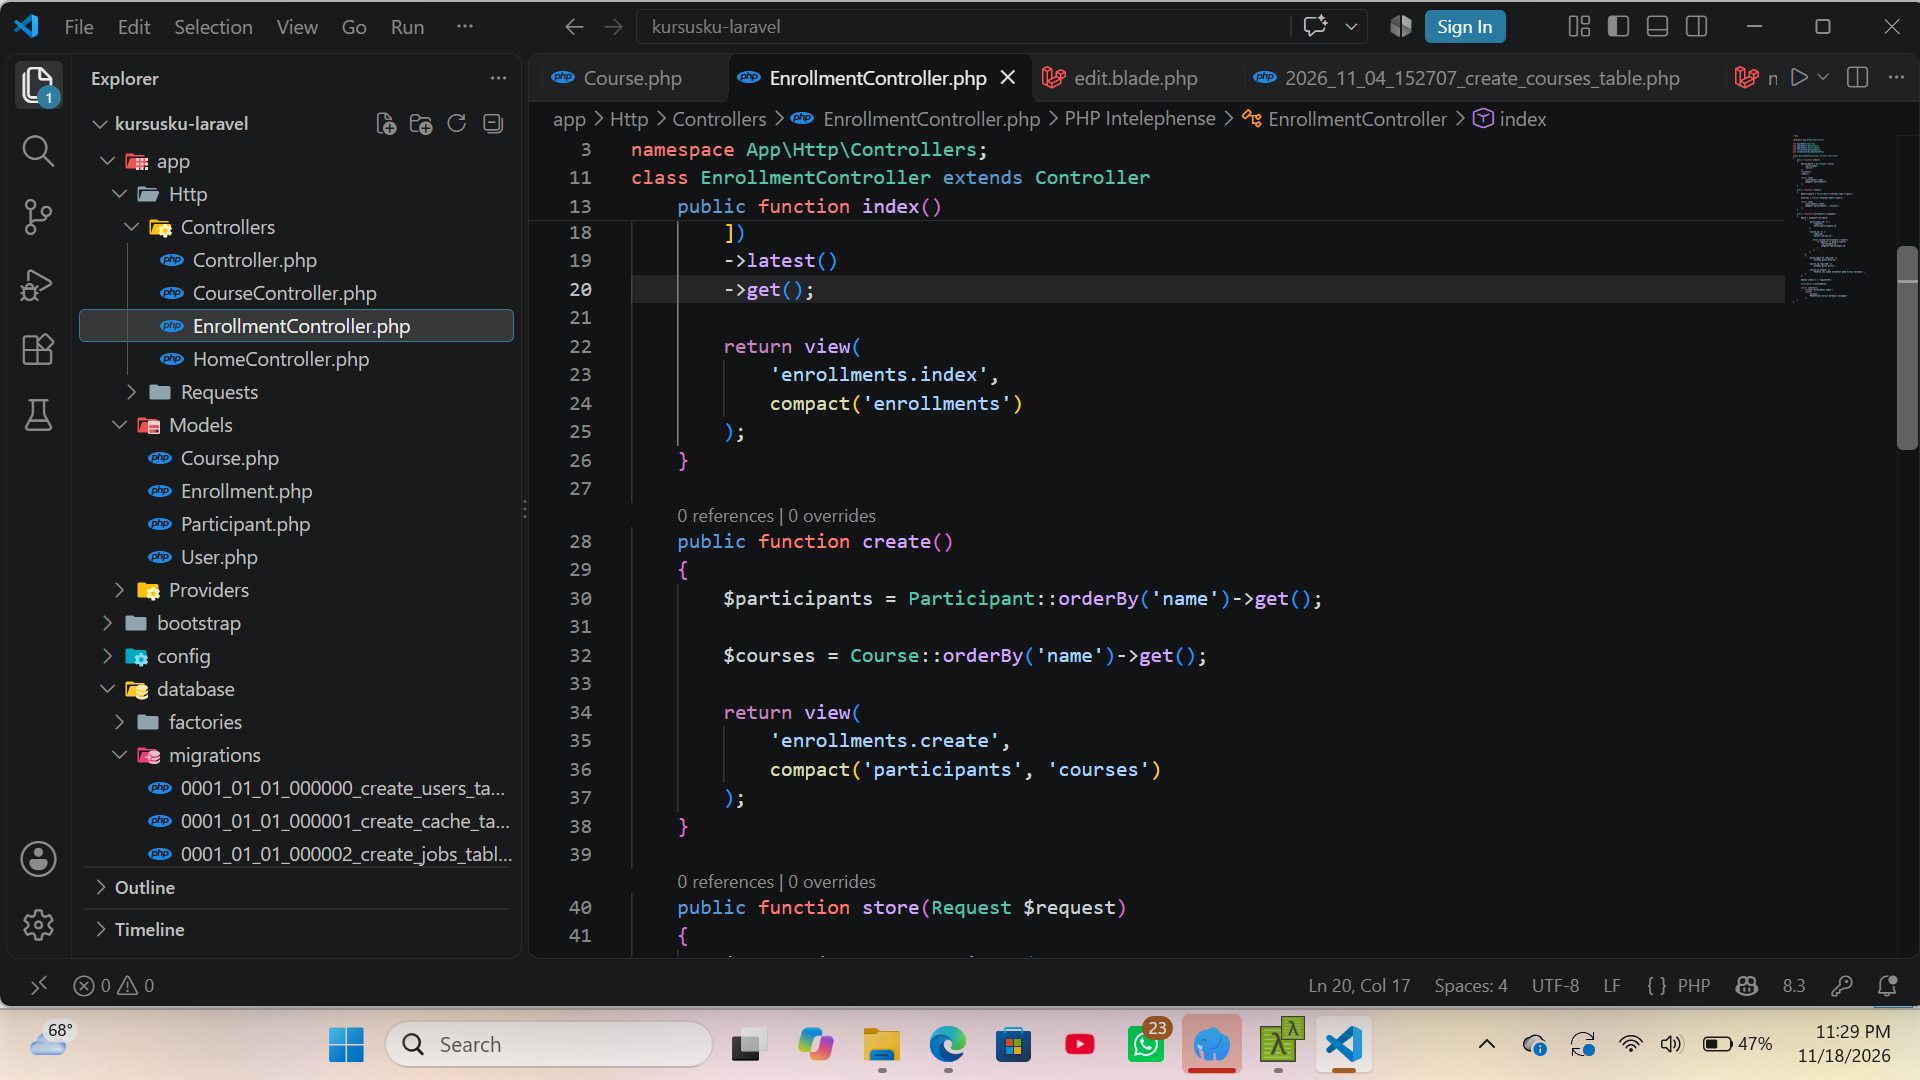 File Edit Selection View Go Run ···
kursusku-laravel
Sign In
Explorer
1
kursusku-laravel
app
Http
Controllers
Controller.php
CourseController.php
EnrollmentController.php
HomeController.php
Requests
Models
Course.php
Enrollment.php
Participant.php
User.php
Providers
bootstrap
config
database
factories
migrations
0001_01_01_000000_create_users_ta...
0001_01_01_000001_create_cache_ta...
0001_01_01_000002_create_jobs_tabl...
Outline
Timeline
Course.php
EnrollmentController.php
edit.blade.php
2026_11_04_152707_create_courses_table.php
app > Http > Controllers > EnrollmentController.php > PHP Intelephense > EnrollmentController > index
3 namespace App\Http\Controllers;
11 class EnrollmentController extends Controller
13 public function index()
18 ])
19 ->latest()
20 ->get();
21
22 return view(
23 'enrollments.index',
24 compact('enrollments')
25 );
26 }
27
0 references | 0 overrides
28 public function create()
29 {
30 $participants = Participant::orderBy('name')->get();
31
32 $courses = Course::orderBy('name')->get();
33
34 return view(
35 'enrollments.create',
36 compact('participants', 'courses')
37 );
38 }
39
0 references | 0 overrides
40 public function store(Request $request)
41 {
0 0
Ln 20, Col 17 Spaces: 4 UTF-8 LF { } PHP 8.3
68°
Search
23
47%
11:29 PM
11/18/2026